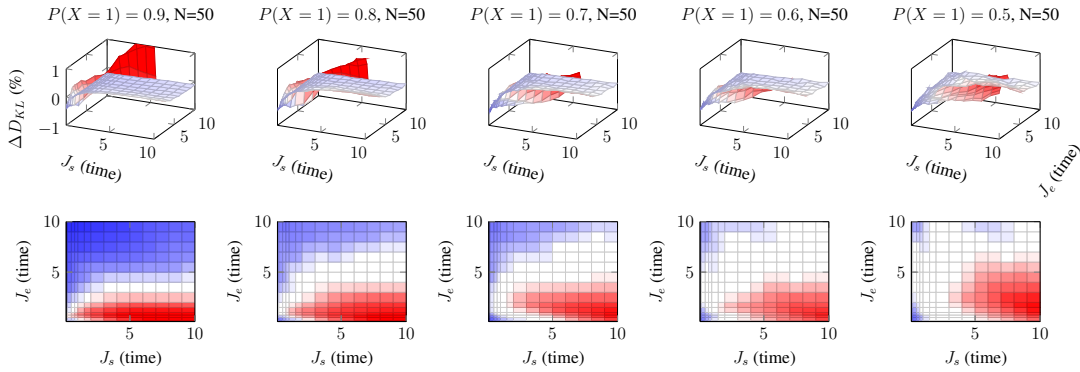 P(X = 1) = 0.9, N=50
P(X = 1) = 0.8, N=50
P(X = 1) = 0.7, N=50
P(X = 1) = 0.6, N=50
P(X = 1) = 0.5, N=50
ΔD_{KL} (%)
1
0
−1
5
10
5
10
J_s (time)
5
10
5
10
J_s (time)
5
10
5
10
J_s (time)
5
10
5
10
J_s (time)
5
10
5
10
J_s (time)
J_e (time)
J_e (time)
10
5
5
10
J_s (time)
J_e (time)
10
5
5
10
J_s (time)
J_e (time)
10
5
5
10
J_s (time)
J_e (time)
10
5
5
10
J_s (time)
J_e (time)
10
5
5
10
J_s (time)